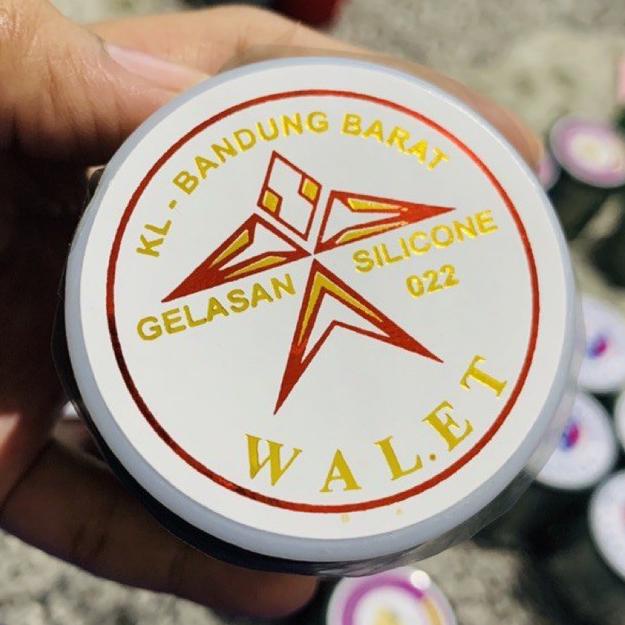 KL - BANDUNG BARAT
GELASAN SILICONE
022
WAL.ET